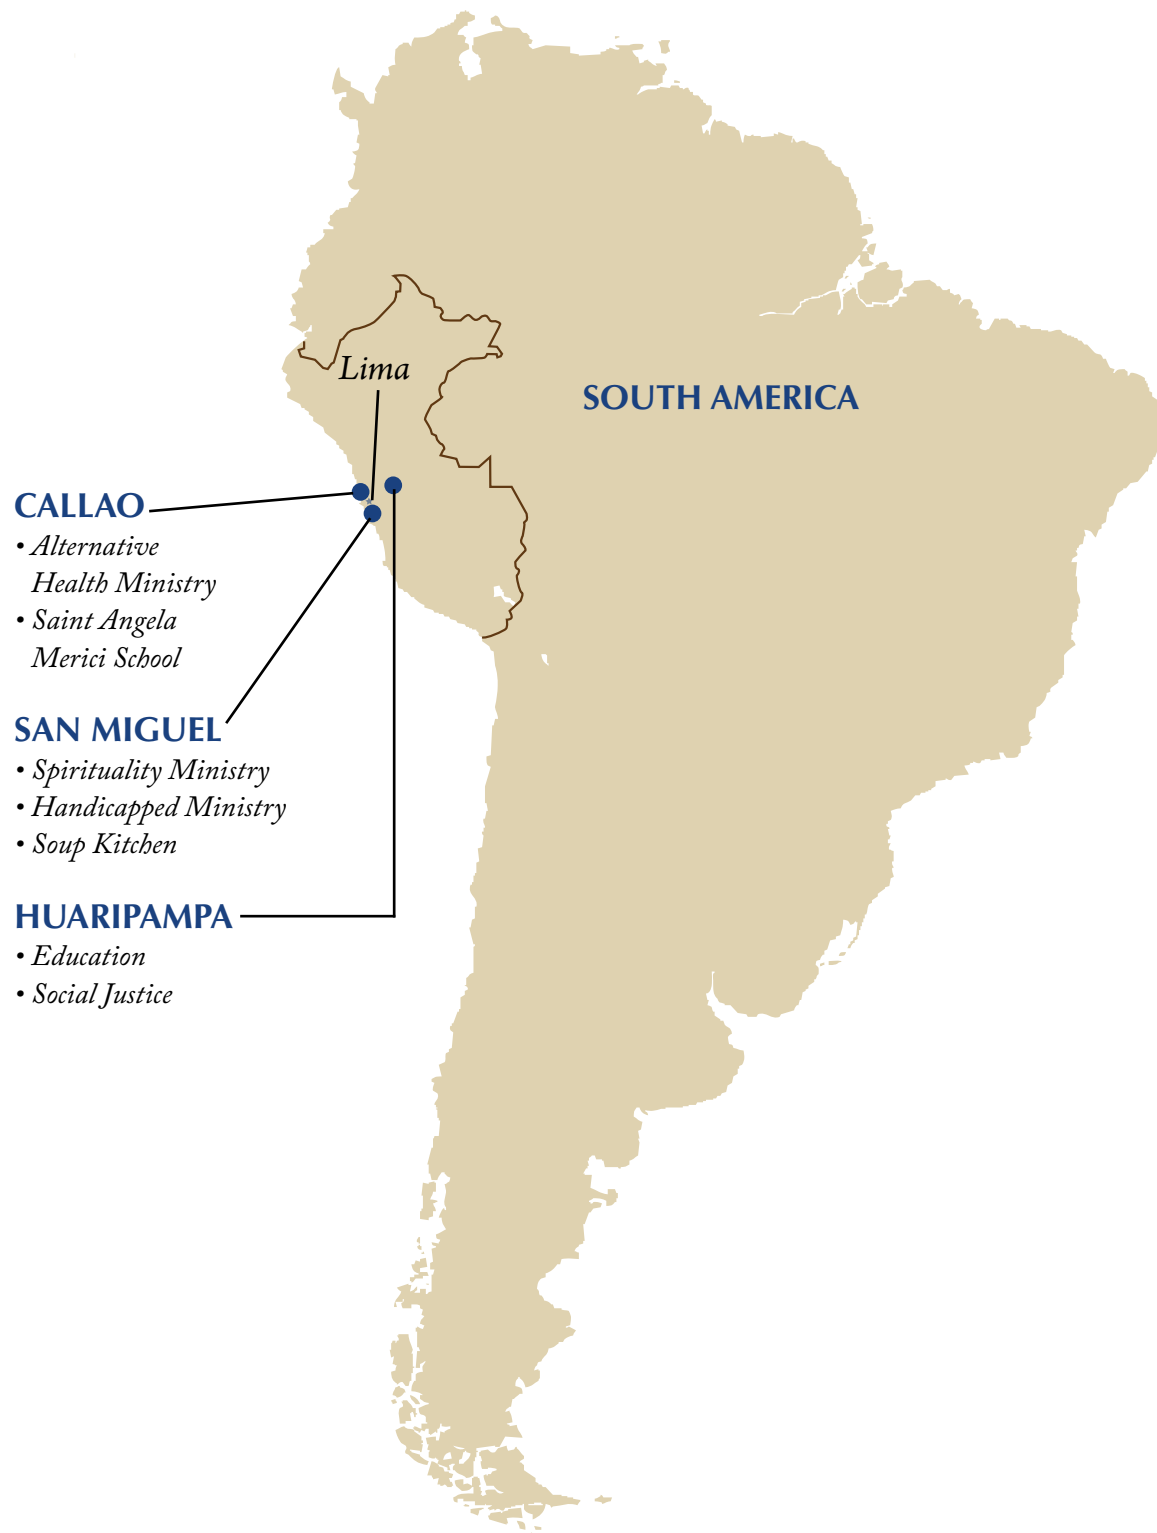 Lima
SOUTH AMERICA
CALLAO
• Alternative
Health Ministry
• Saint Angela
Merici School
SAN MIGUEL
• Spirituality Ministry
• Handicapped Ministry
• Soup Kitchen
HUARIPAMPA
• Education
• Social Justice